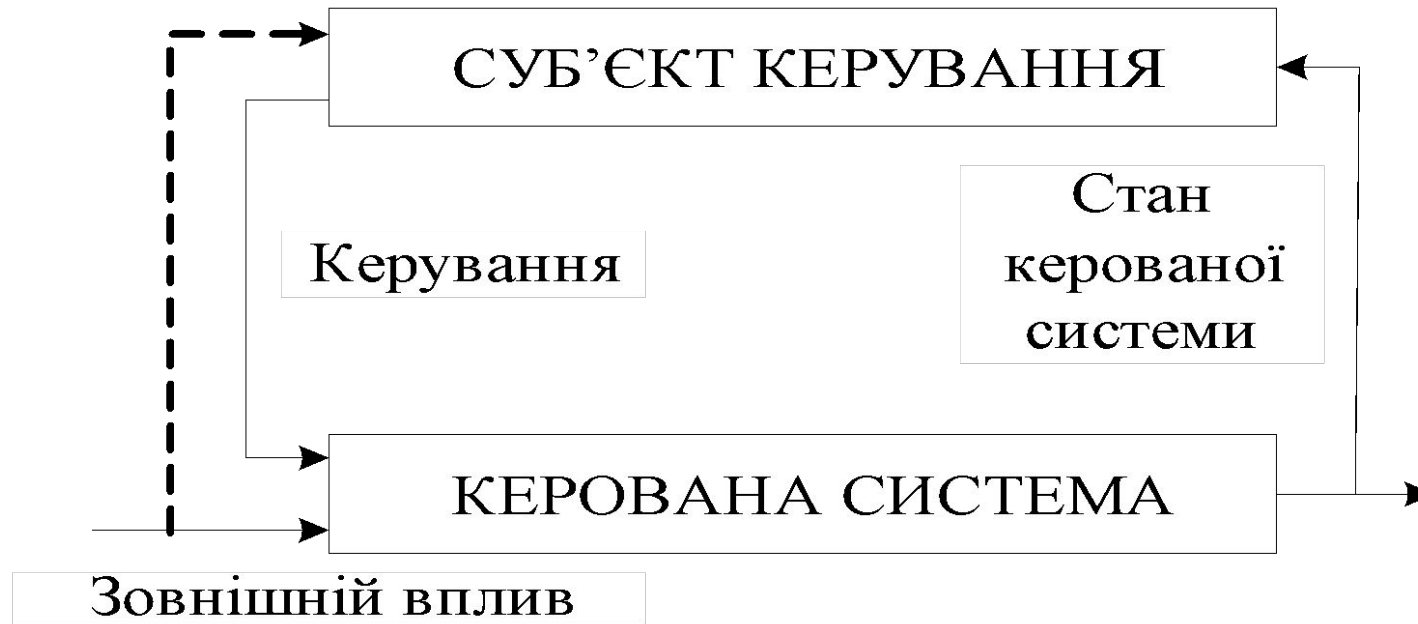 СУБ’ЄКТ КЕРУВАННЯ
Керування
Стан
керованої
системи
КЕРОВАНА СИСТЕМА
Зовнішній вплив